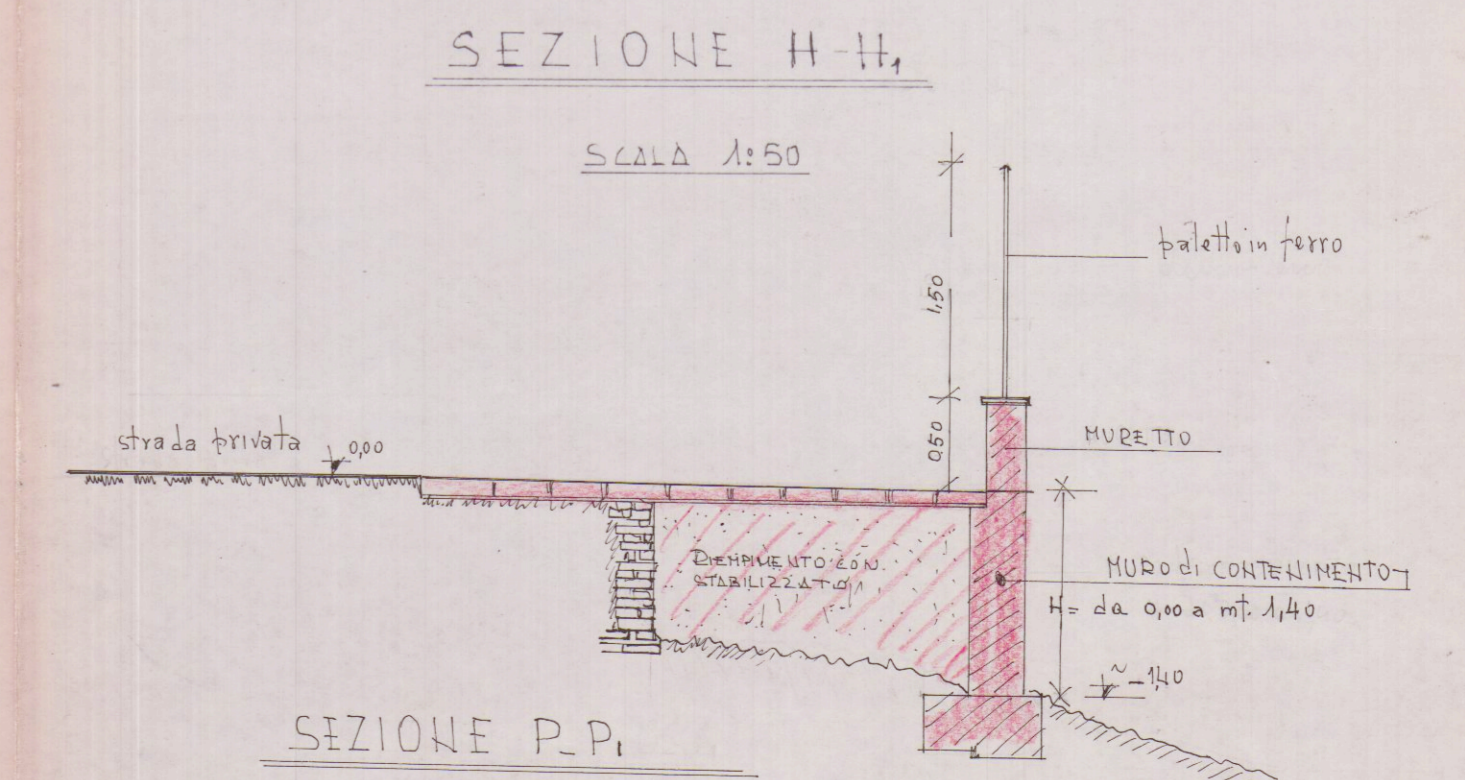 SEZIONE H-H1
SCALA 1:50
paletto in ferro
1,50
strada privata
0,00
0,50
MURETTO
RIEMPIMENTO CON
STABILIZZATO
MURO di CONTENIMENTO
H= da 0,00 a mt. 1,40
~ -1,40
SEZIONE P-P1